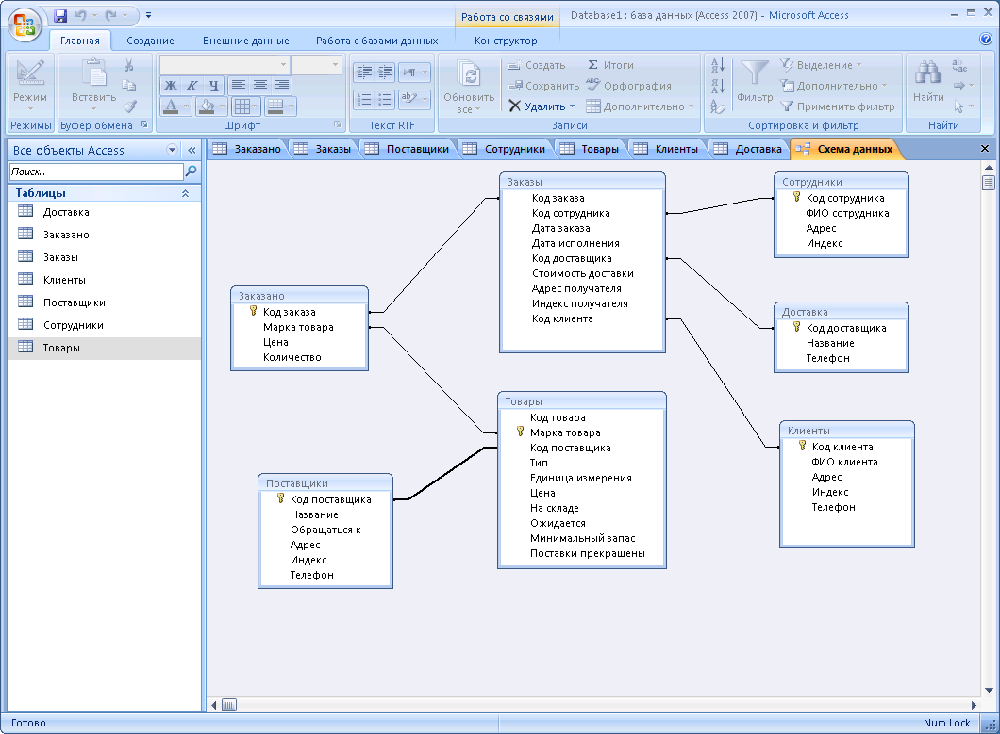 Работа со связями
Database1 : база данных (Access 2007) - Microsoft Access
Главная
Создание
Внешние данные
Работа с базами данных
Конструктор
Режим
Режимы
Вставить
Буфер обмена
Ж К Ч
А
Шрифт
Текст RTF
Обновить
все
Создать
Сохранить
Удалить
Итоги
Орфография
Дополнительно
Записи
Фильтр
Выделение
Дополнительно
Применить фильтр
Сортировка и фильтр
Найти
Найти
Все объекты Access
Поиск...
Таблицы
Доставка
Заказано
Заказы
Клиенты
Поставщики
Сотрудники
Товары
Заказано
Заказы
Поставщики
Сотрудники
Товары
Клиенты
Доставка
Схема данных
Заказано
Код заказа
Марка товара
Цена
Количество
Поставщики
Код поставщика
Название
Обращаться к
Адрес
Индекс
Телефон
Заказы
Код заказа
Код сотрудника
Дата заказа
Дата исполнения
Код доставщика
Стоимость доставки
Адрес получателя
Индекс получателя
Код клиента
Товары
Код товара
Марка товара
Код поставщика
Тип
Единица измерения
Цена
На складе
Ожидается
Минимальный запас
Поставки прекращены
Сотрудники
Код сотрудника
ФИО сотрудника
Адрес
Индекс
Доставка
Код доставщика
Название
Телефон
Клиенты
Код клиента
ФИО клиента
Адрес
Индекс
Телефон
Готово
Num Lock